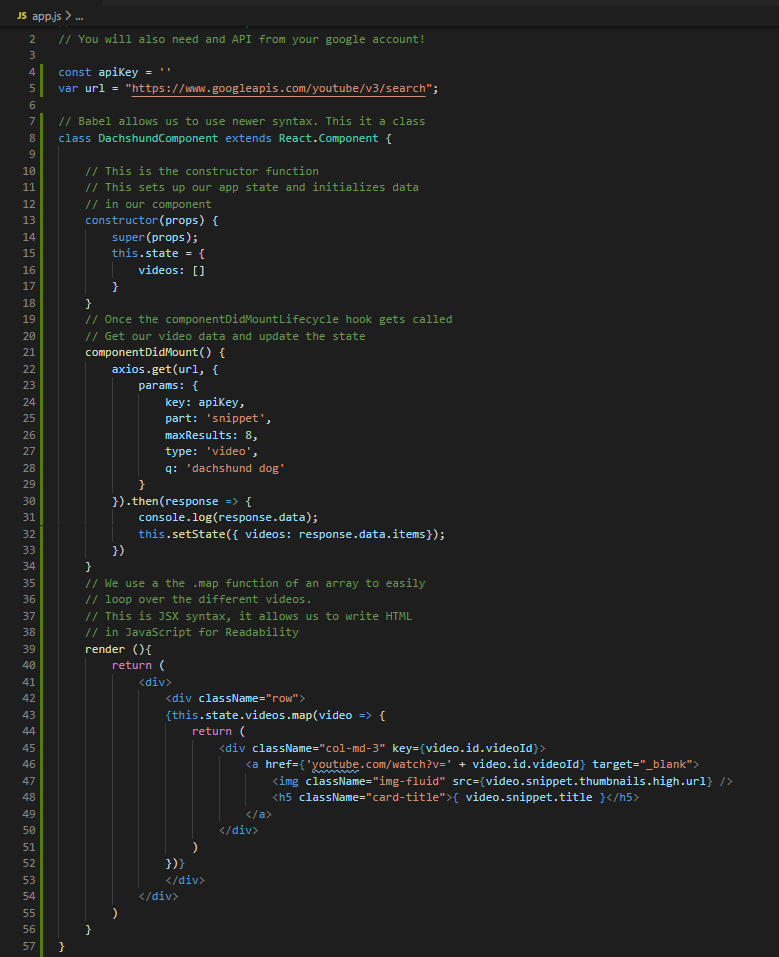 JS app.js > ...
2 // You will also need and API from your google account!
3
4 const apiKey = ''
5 var url = "https://www.googleapis.com/youtube/v3/search";
6
7 // Babel allows us to use newer syntax. This it a class
8 class DachshundComponent extends React.Component {
9
10     // This is the constructor function
11     // This sets up our app state and initializes data
12     // in our component
13     constructor(props) {
14         super(props);
15         this.state = {
16             videos: []
17         }
18     }
19     // Once the componentDidMountLifecycle hook gets called
20     // Get our video data and update the state
21     componentDidMount() {
22         axios.get(url, {
23             params: {
24                 key: apiKey,
25                 part: 'snippet',
26                 maxResults: 8,
27                 type: 'video',
28                 q: 'dachshund dog'
29             }
30         }).then(response => {
31             console.log(response.data);
32             this.setState({ videos: response.data.items});
33         })
34     }
35     // We use a the .map function of an array to easily
36     // loop over the different videos.
37     // This is JSX syntax, it allows us to write HTML
38     // in JavaScript for Readability
39     render (){
40         return (
41             <div>
42                 <div className="row">
43                 {this.state.videos.map(video => {
44                     return (
45                         <div className="col-md-3" key={video.id.videoId}>
46                             <a href={'youtube.com/watch?v=' + video.id.videoId} target="_blank">
47                                 <img className="img-fluid" src={video.snippet.thumbnails.high.url} />
48                                 <h5 className="card-title">{ video.snippet.title }</h5>
49                             </a>
50                         </div>
51                     )
52                 })}
53                 </div>
54             </div>
55         )
56     }
57 }